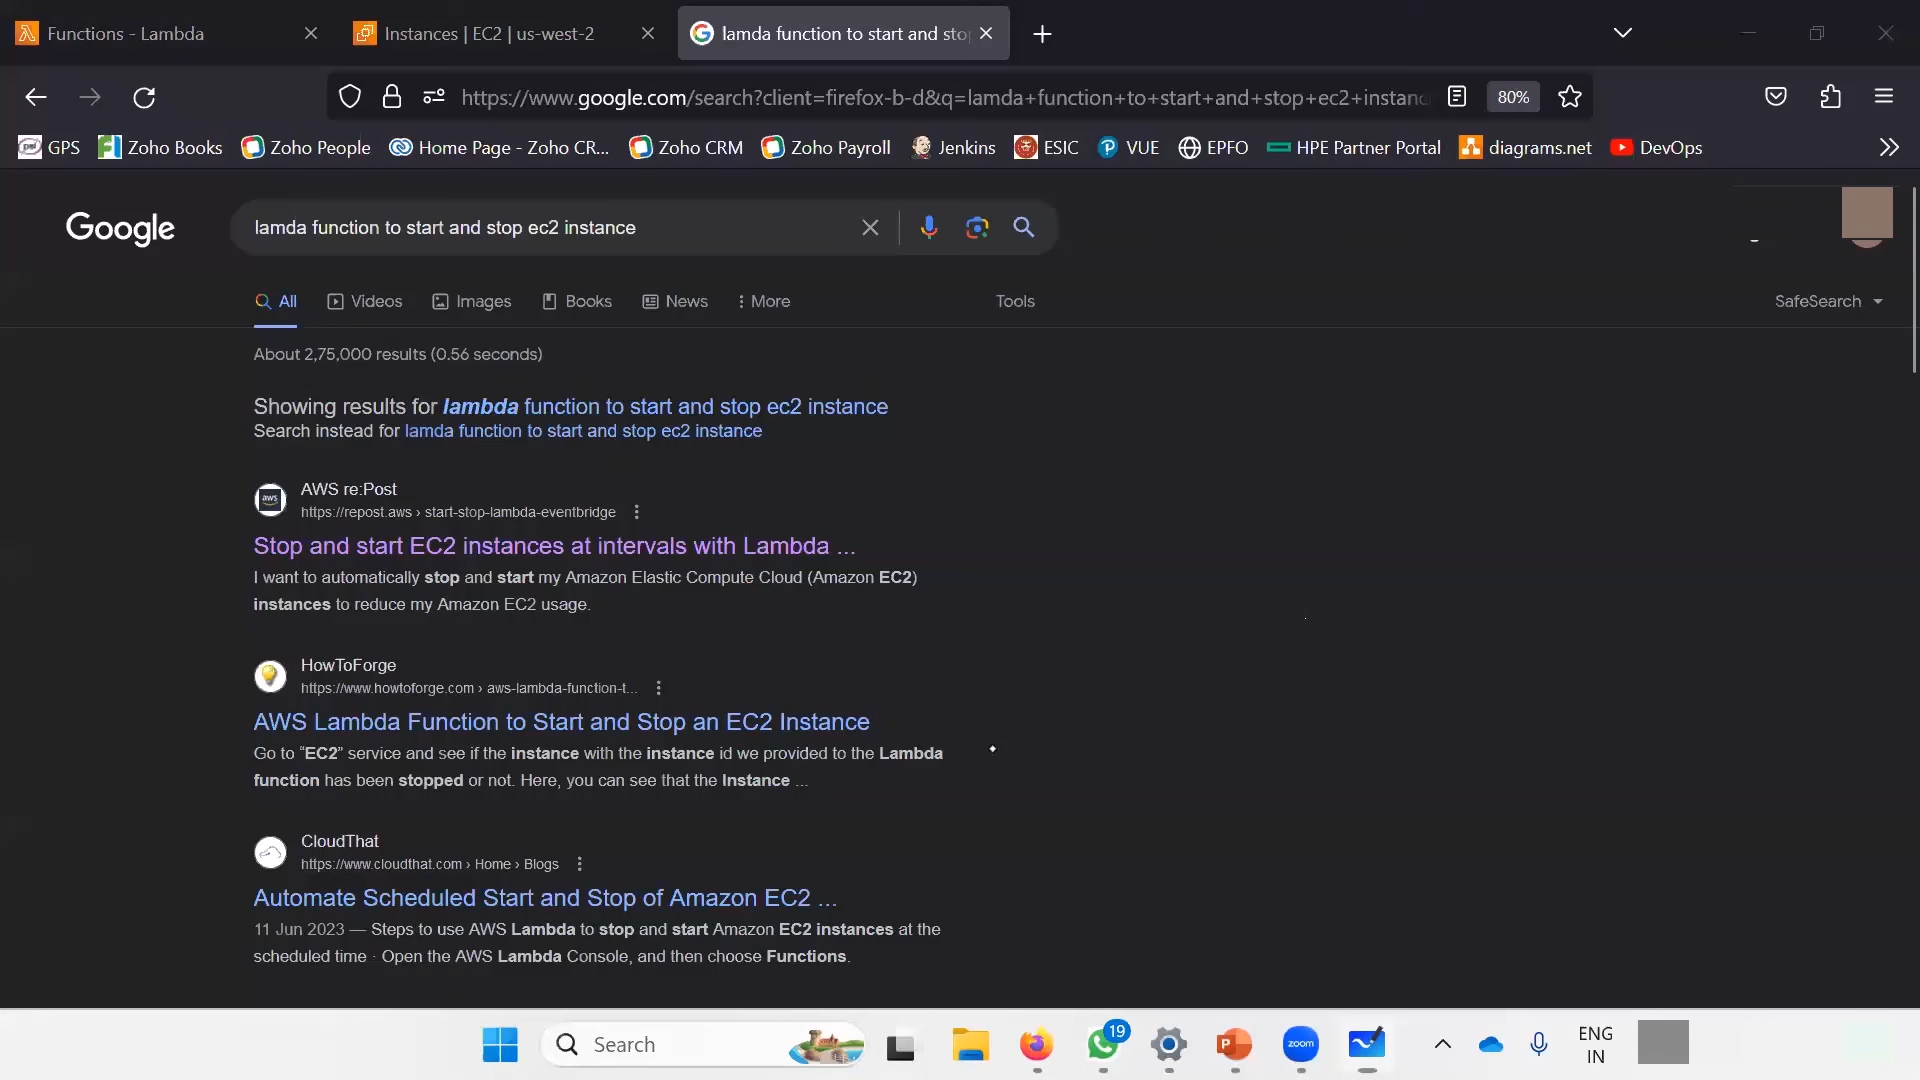 Functions - Lambda
Instances | EC2 | us-west-2
lamda function to start and sto
https://www.google.com/search?client=firefox-b-d&q=lamda+function+to+start+and+stop+ec2+instanc
80%
GPS
Zoho Books
Zoho People
Home Page - Zoho CR...
Zoho CRM
Zoho Payroll
Jenkins
ESIC
VUE
EPFO
HPE Partner Portal
diagrams.net
DevOps
Google
lamda function to start and stop ec2 instance
All
Videos
Images
Books
News
More
Tools
SafeSearch
About 2,75,000 results (0.56 seconds)
Showing results for lambda function to start and stop ec2 instance
Search instead for lamda function to start and stop ec2 instance
aws
AWS re:Post
https://repost.aws › start-stop-lambda-eventbridge
Stop and start EC2 instances at intervals with Lambda ...
I want to automatically stop and start my Amazon Elastic Compute Cloud (Amazon EC2)
instances to reduce my Amazon EC2 usage.
HowToForge
https://www.howtoforge.com › aws-lambda-function-t...
AWS Lambda Function to Start and Stop an EC2 Instance
Go to “EC2” service and see if the instance with the instance id we provided to the Lambda
function has been stopped or not. Here, you can see that the Instance ...
CloudThat
https://www.cloudthat.com › Home › Blogs
Automate Scheduled Start and Stop of Amazon EC2 ...
11 Jun 2023 — Steps to use AWS Lambda to stop and start Amazon EC2 instances at the
scheduled time · Open the AWS Lambda Console, and then choose Functions.
Search
19
P
zoom
ENG
IN